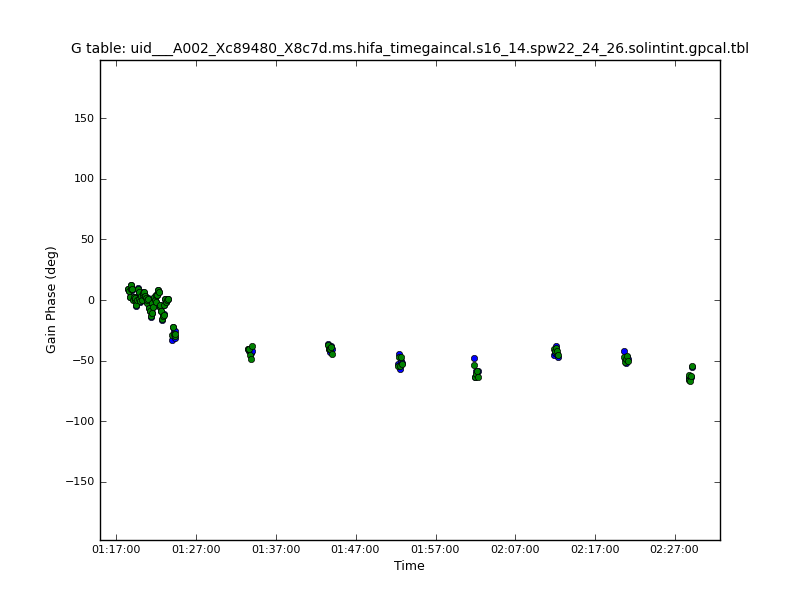 G table: uid___A002_Xc89480_X8c7d.ms.hifa_timegaincal.s16_14.spw22_24_26.solintint.gpcal.tbl
150
100
50
0
−50
−100
−150
Gain Phase (deg)
01:17:00 01:27:00 01:37:00 01:47:00 01:57:00 02:07:00 02:17:00 02:27:00
Time